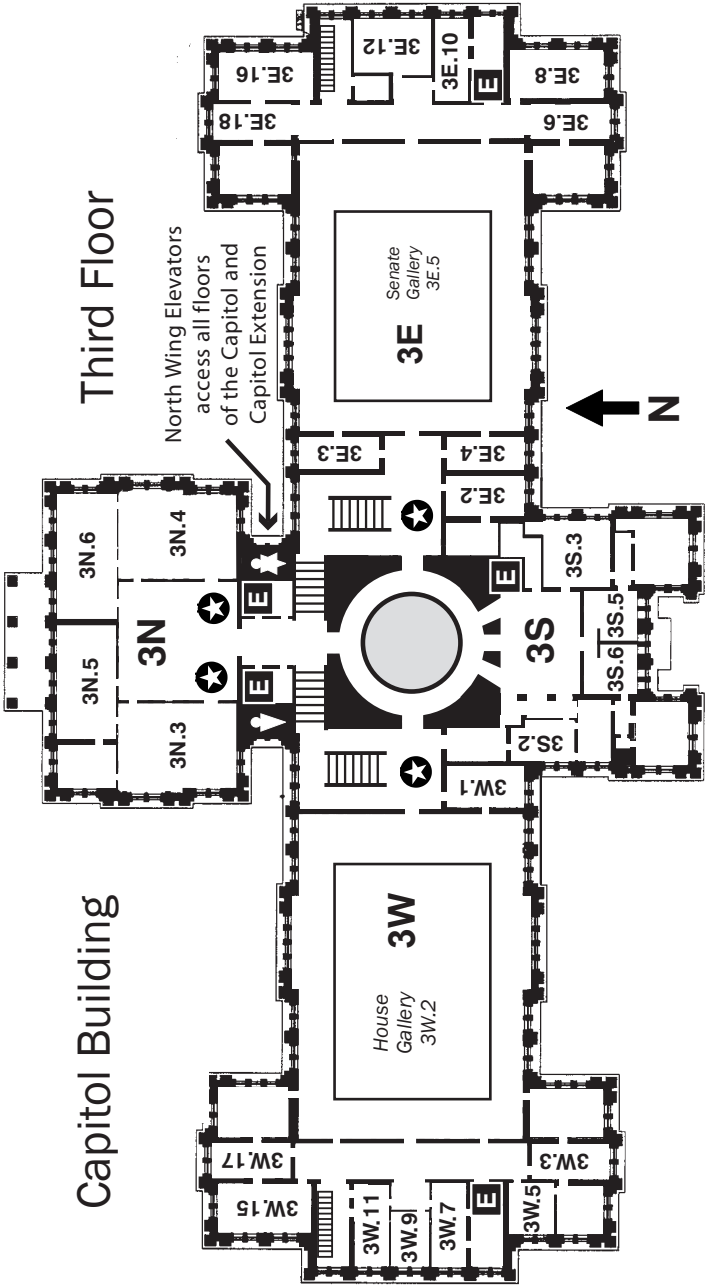 Capitol Building
Third Floor
North Wing Elevators
access all floors
of the Capitol and
Capitol Extension
3N.5
3N.6
3N
3N.3
3N.4
E
E
3W.17
3W.15
3W.11
3W.9
3W.7
E
3W.5
3W.3
House
Gallery
3W.2
3W
3W.1
3E.3
3E.4
3E.2
3E
Senate
Gallery
3E.5
3E.18
3E.16
3E.12
3E.10
E
3E.8
3E.6
E
3S
3S.2
3S.3
3S.6
3S.5
N